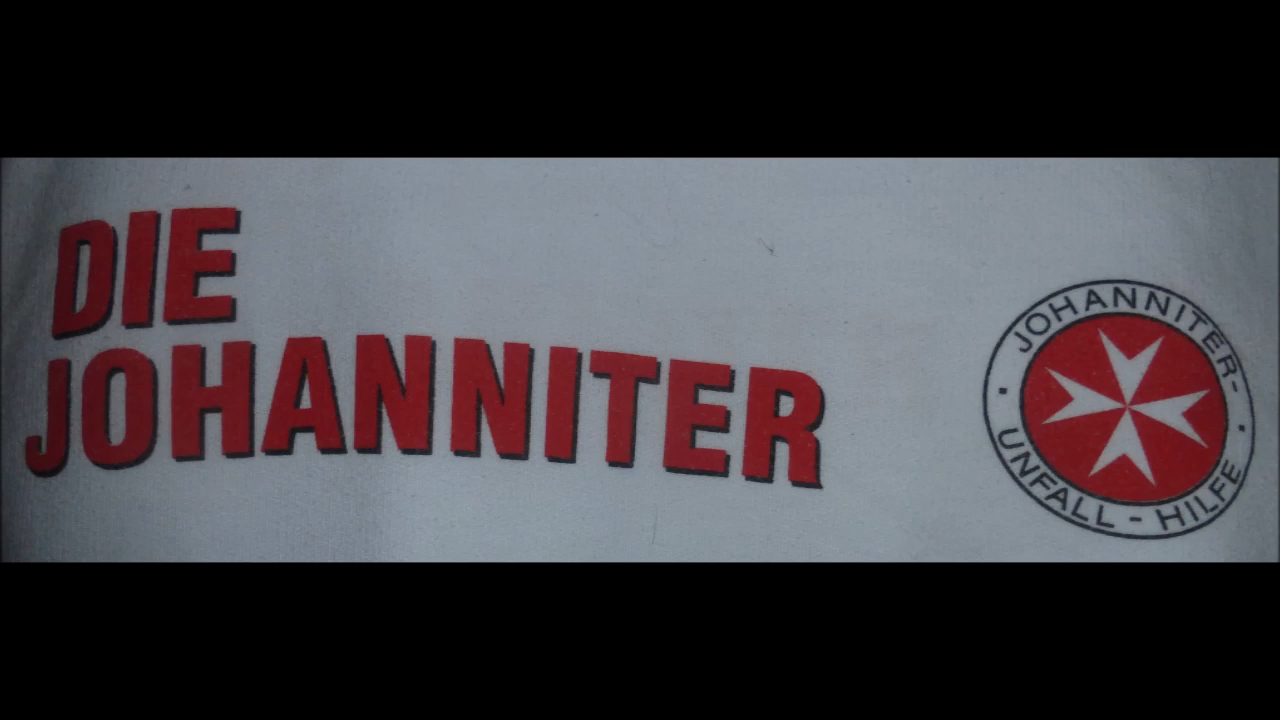 DIE
JOHANNITER
JOHANNITER-
· UNFALL - HILFE ·